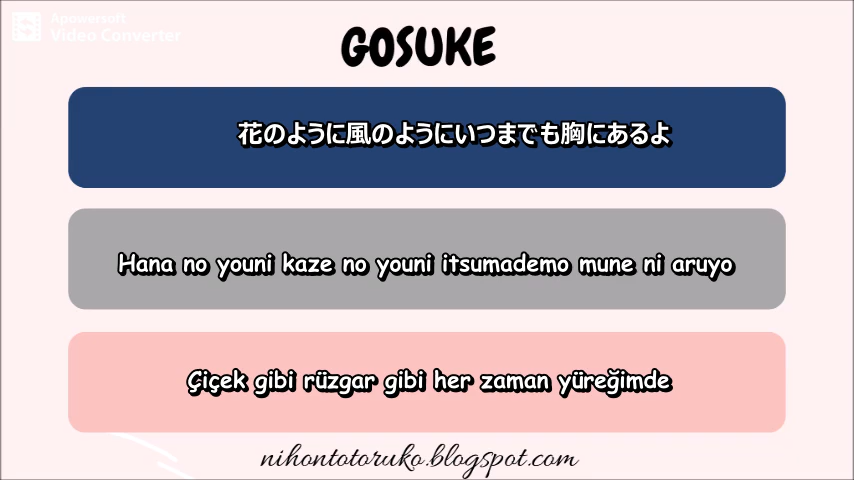 Apowersoft
Video Converter
GOSUKE
花のように風のようにいつまでも胸にあるよ
Hana no youni kaze no youni itsumademo mune ni aruyo
Çiçek gibi rüzgar gibi her zaman yüreğimde
nihontotoruko.blogspot.com